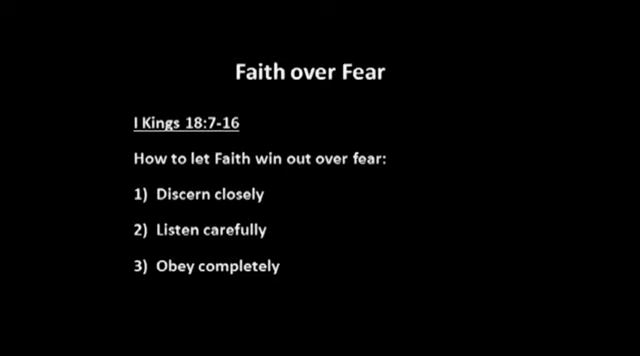 Faith over Fear
I Kings 18:7-16
How to let Faith win out over fear:
1) Discern closely
2) Listen carefully
3) Obey completely